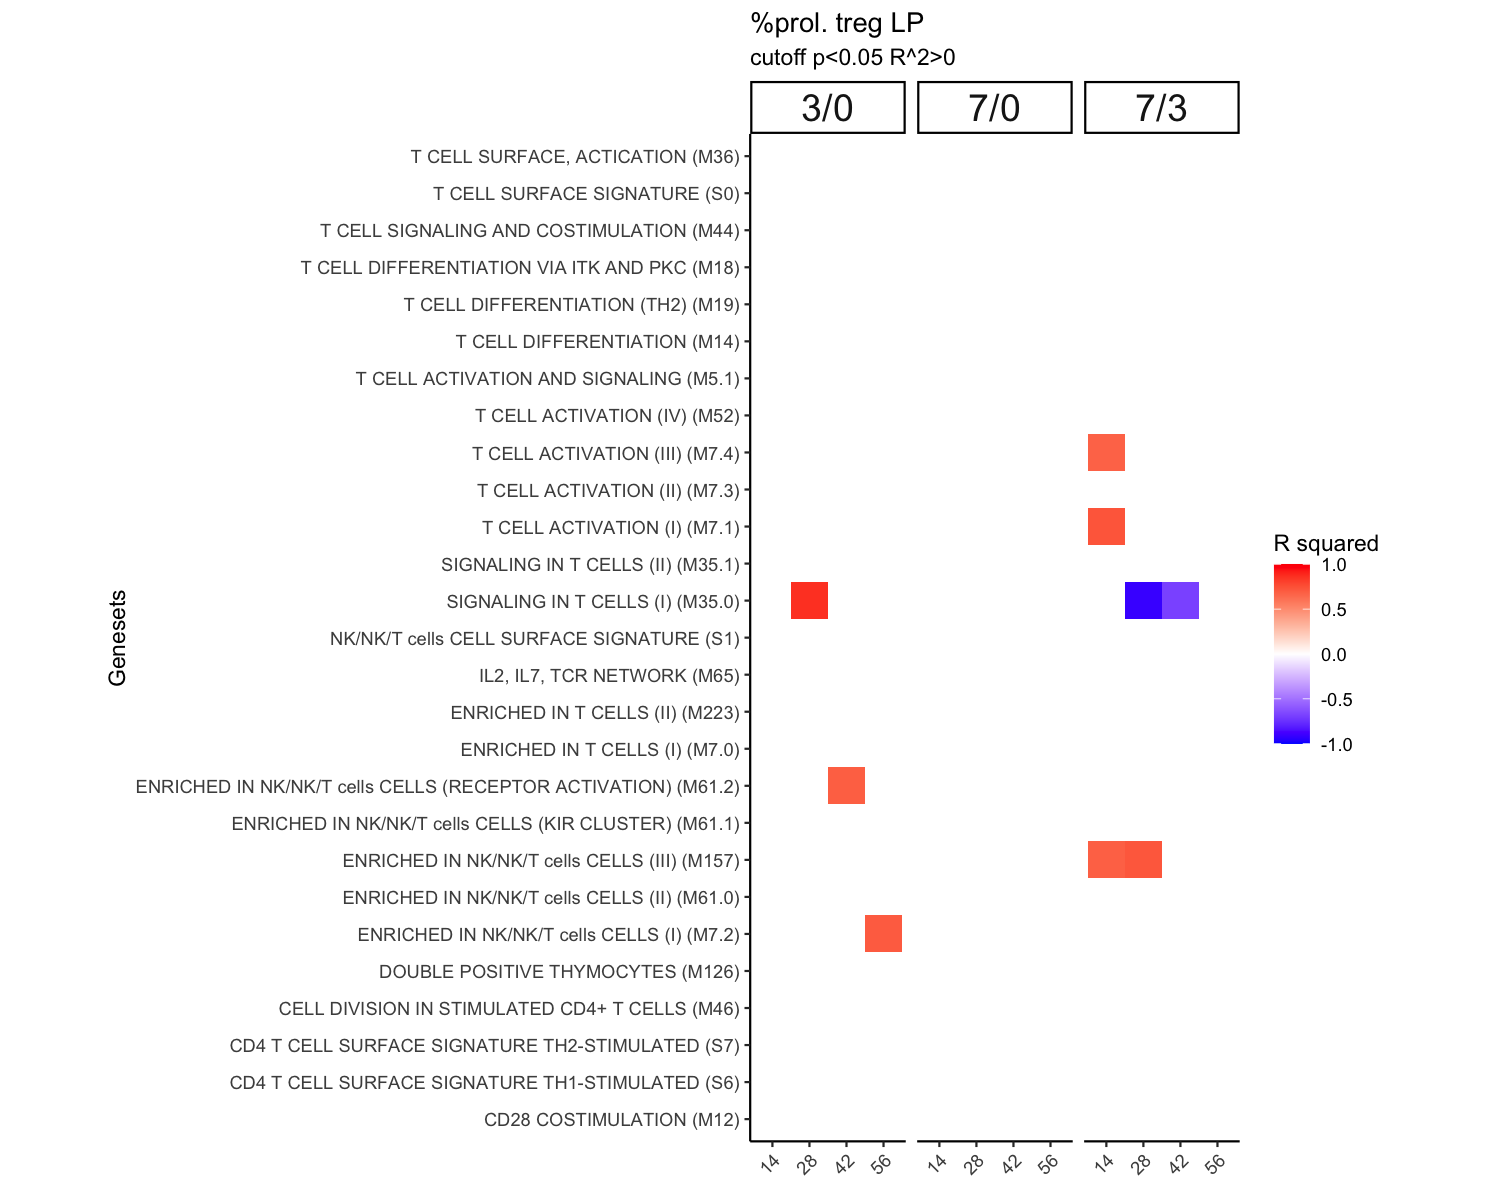 %prol. treg LP
cutoff p<0.05 R^2>0
3/0 7/0 7/3
T CELL SURFACE, ACTICATION (M36)
T CELL SURFACE SIGNATURE (S0)
T CELL SIGNALING AND COSTIMULATION (M44)
T CELL DIFFERENTIATION VIA ITK AND PKC (M18)
T CELL DIFFERENTIATION (TH2) (M19)
T CELL DIFFERENTIATION (M14)
T CELL ACTIVATION AND SIGNALING (M5.1)
T CELL ACTIVATION (IV) (M52)
T CELL ACTIVATION (III) (M7.4)
T CELL ACTIVATION (II) (M7.3)
T CELL ACTIVATION (I) (M7.1)
SIGNALING IN T CELLS (II) (M35.1)
SIGNALING IN T CELLS (I) (M35.0)
NK/NK/T cells CELL SURFACE SIGNATURE (S1)
IL2, IL7, TCR NETWORK (M65)
ENRICHED IN T CELLS (II) (M223)
ENRICHED IN T CELLS (I) (M7.0)
ENRICHED IN NK/NK/T cells CELLS (RECEPTOR ACTIVATION) (M61.2)
ENRICHED IN NK/NK/T cells CELLS (KIR CLUSTER) (M61.1)
ENRICHED IN NK/NK/T cells CELLS (III) (M157)
ENRICHED IN NK/NK/T cells CELLS (II) (M61.0)
ENRICHED IN NK/NK/T cells CELLS (I) (M7.2)
DOUBLE POSITIVE THYMOCYTES (M126)
CELL DIVISION IN STIMULATED CD4+ T CELLS (M46)
CD4 T CELL SURFACE SIGNATURE TH2-STIMULATED (S7)
CD4 T CELL SURFACE SIGNATURE TH1-STIMULATED (S6)
CD28 COSTIMULATION (M12)
Genesets
14 28 42 56 14 28 42 56 14 28 42 56
R squared
1.0
0.5
0.0
-0.5
-1.0